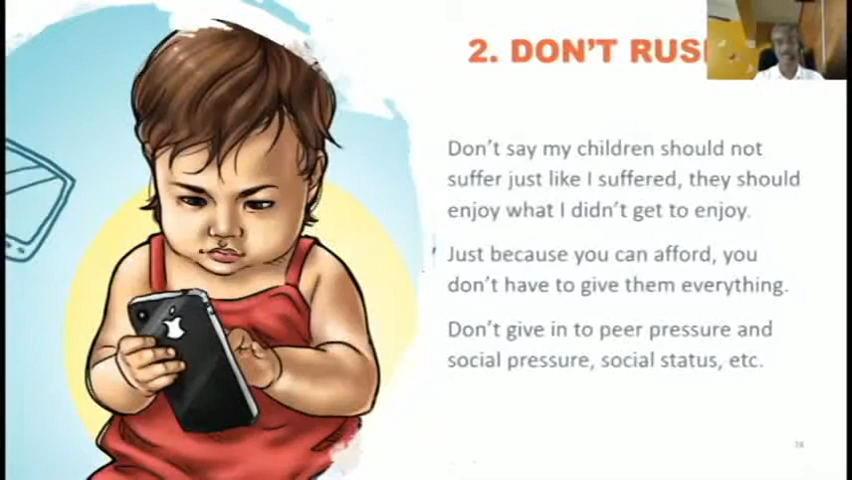 2. DON'T RUS
Don't say my children should not
suffer just like I suffered, they should
enjoy what I didn't get to enjoy.
Just because you can afford, you
don't have to give them everything.
Don't give in to peer pressure and
social pressure, social status, etc.